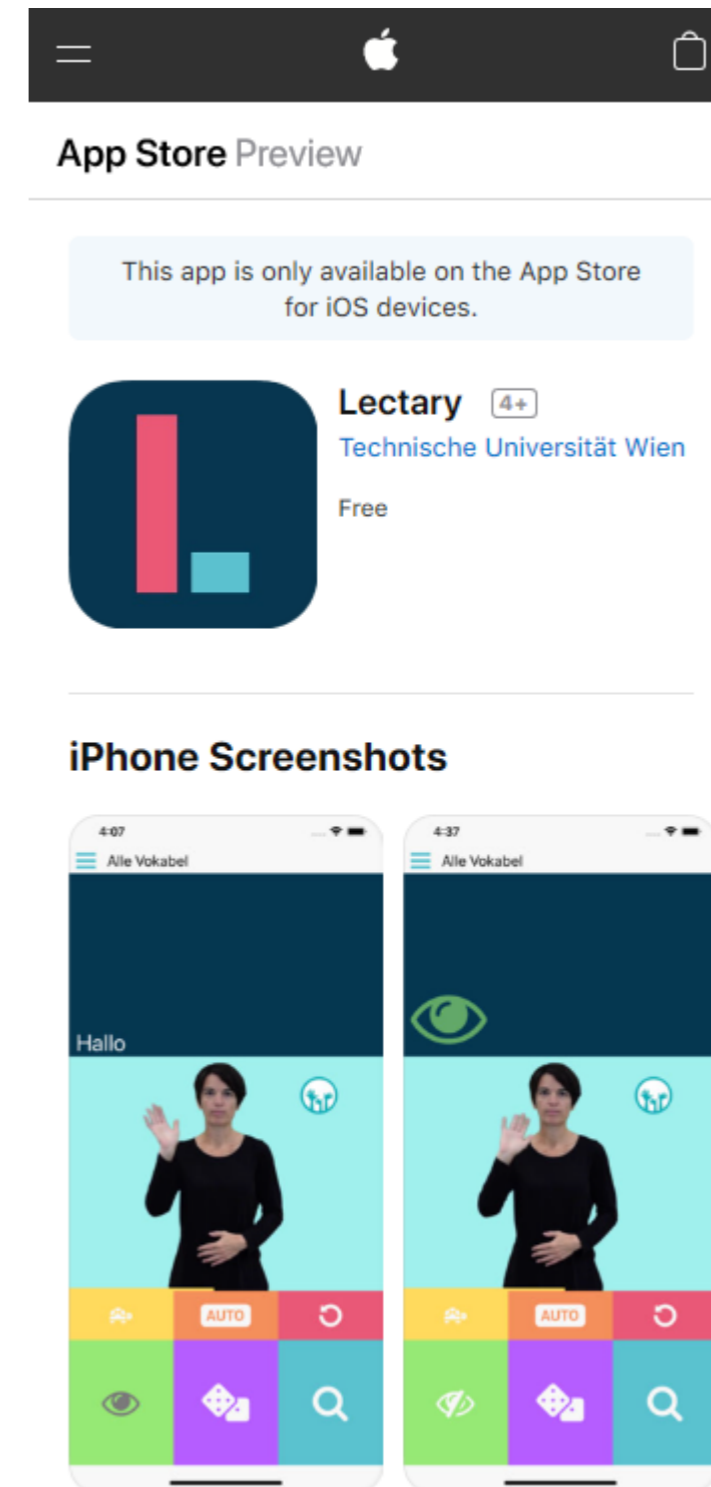 App Store Preview
This app is only available on the App Store
for iOS devices.
Lectary 4+
Technische Universität Wien
Free
iPhone Screenshots
4:07
Alle Vokabel
Hallo
AUTO
4:37
Alle Vokabel
AUTO